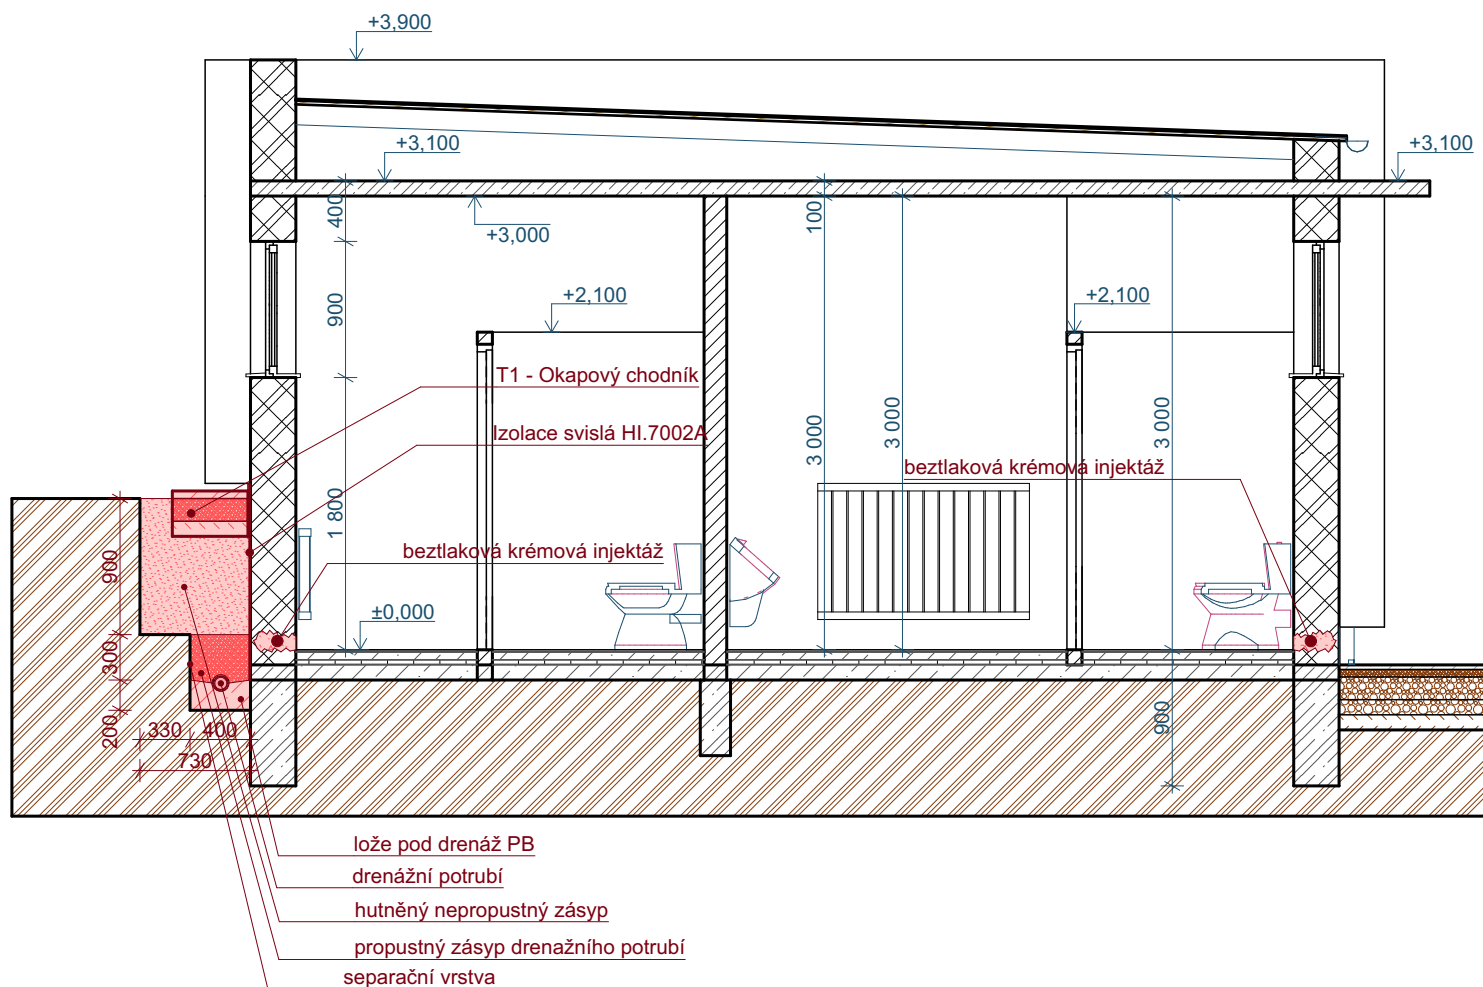 +3,900
+3,100
+3,100
400
100
+3,000
+2,100
+2,100
900
T1 - Okapový chodník
Izolace svislá HI.7002A
3 000
3 000
3 000
beztlaková krémová injektáž
1 800
beztlaková krémová injektáž
900
±0,000
300
200
330
400
730
900
lože pod drenáž PB
drenážní potrubí
hutněný nepropustný zásyp
propustný zásyp drenažního potrubí
separační vrstva